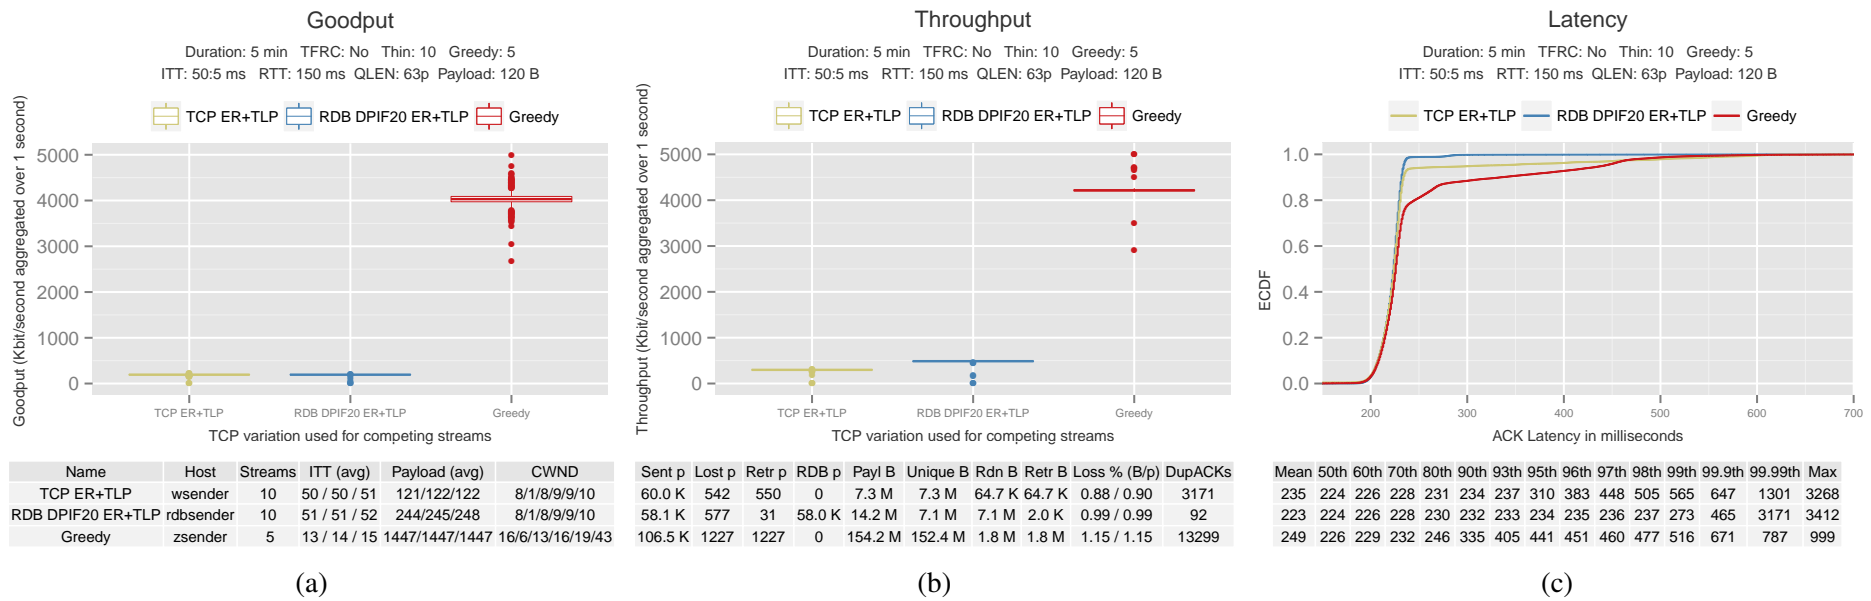 Goodput
Duration: 5 min TFRC: No Thin: 10 Greedy: 5
ITT: 50:5 ms RTT: 150 ms QLEN: 63p Payload: 120 B
TCP ER+TLP RDB DPIF20 ER+TLP Greedy
Goodput (Kbit/second aggregated over 1 second)
5000
4000
3000
2000
1000
0
TCP ER+TLP RDB DPIF20 ER+TLP Greedy
TCP variation used for competing streams
Name Host Streams ITT (avg) Payload (avg) CWND
TCP ER+TLP wsender 10 50 / 50 / 51 121/122/122 8/1/8/9/9/10
RDB DPIF20 ER+TLP rdbsender 10 51 / 51 / 52 244/245/248 8/1/8/9/9/10
Greedy zsender 5 13 / 14 / 15 1447/1447/1447 16/6/13/16/19/43
(a)
Throughput
Duration: 5 min TFRC: No Thin: 10 Greedy: 5
ITT: 50:5 ms RTT: 150 ms QLEN: 63p Payload: 120 B
TCP ER+TLP RDB DPIF20 ER+TLP Greedy
Throughput (Kbit/second aggregated over 1 second)
5000
4000
3000
2000
1000
0
TCP ER+TLP RDB DPIF20 ER+TLP Greedy
TCP variation used for competing streams
Sent p Lost p Retr p RDB p Payl B Unique B Rdn B Retr B Loss % (B/p) DupACKs
60.0 K 542 550 0 7.3 M 7.3 M 64.7 K 64.7 K 0.88 / 0.90 3171
58.1 K 577 31 58.0 K 14.2 M 7.1 M 7.1 M 2.0 K 0.99 / 0.99 92
106.5 K 1227 1227 0 154.2 M 152.4 M 1.8 M 1.8 M 1.15 / 1.15 13299
(b)
Latency
Duration: 5 min TFRC: No Thin: 10 Greedy: 5
ITT: 50:5 ms RTT: 150 ms QLEN: 63p Payload: 120 B
TCP ER+TLP RDB DPIF20 ER+TLP Greedy
ECDF
1.0
0.8
0.6
0.4
0.2
0.0
200 300 400 500 600 700
ACK Latency in milliseconds
Mean 50th 60th 70th 80th 90th 93th 95th 96th 97th 98th 99th 99.9th 99.99th Max
235 224 226 228 231 234 237 310 383 448 505 565 647 1301 3268
223 224 226 228 230 232 233 234 235 236 237 273 465 3171 3412
249 226 229 232 246 335 405 441 451 460 477 516 671 787 999
(c)